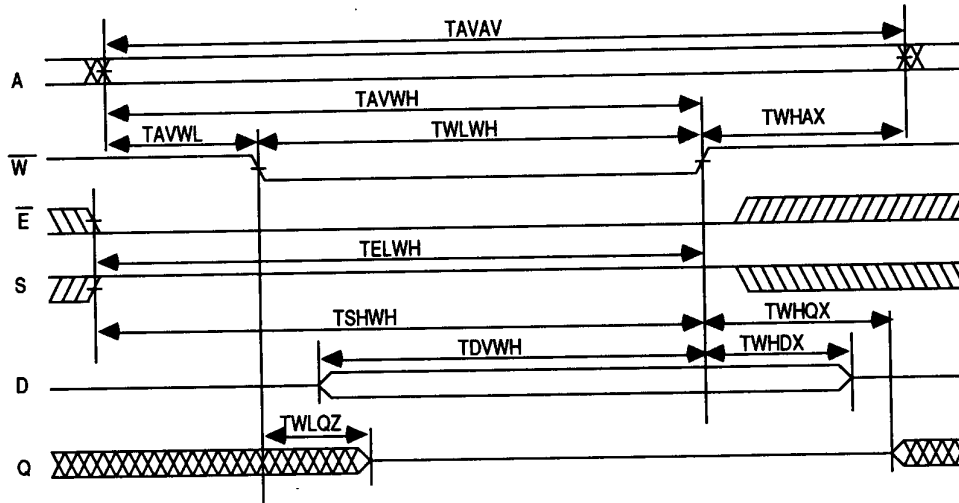 TAVAV
A
TAVWH
TAVWL TWLWH TWHAX
W
E
TELWH
S
TSHWH TWHQX
TDVWH TWHDX
D
TWLQZ
Q